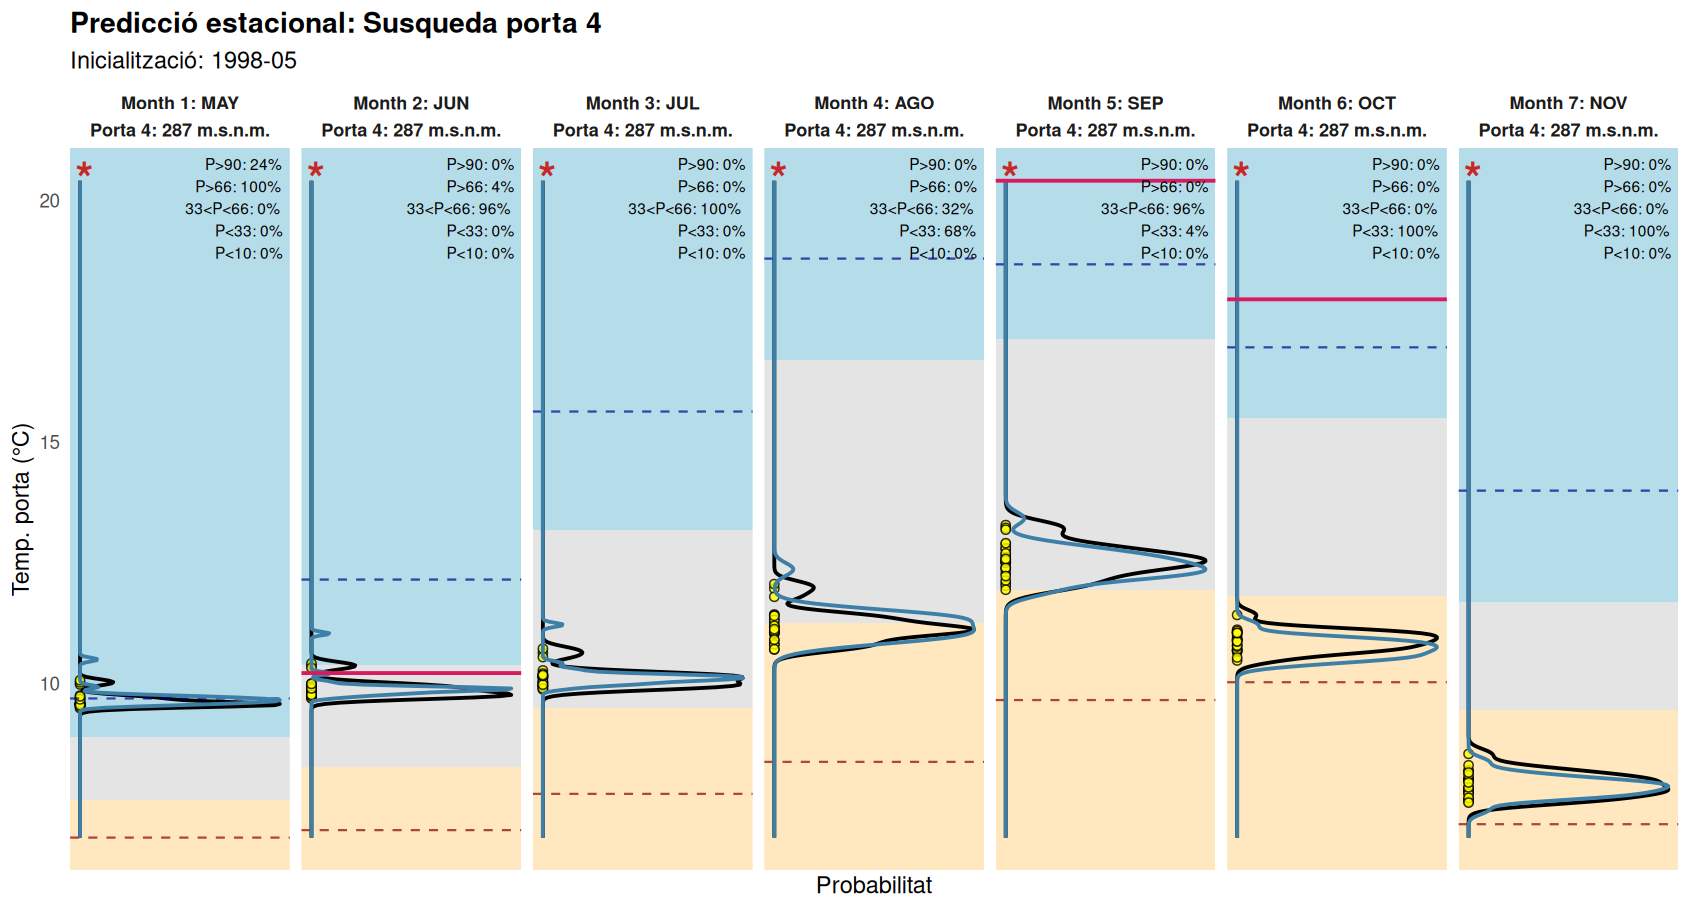 Predicció estacional: Susqueda porta 4
Inicialització: 1998-05
Month 1: MAY
Porta 4: 287 m.s.n.m.
Month 2: JUN
Porta 4: 287 m.s.n.m.
Month 3: JUL
Porta 4: 287 m.s.n.m.
Month 4: AGO
Porta 4: 287 m.s.n.m.
Month 5: SEP
Porta 4: 287 m.s.n.m.
Month 6: OCT
Porta 4: 287 m.s.n.m.
Month 7: NOV
Porta 4: 287 m.s.n.m.
*
P>90: 24%
P>66: 100%
33<P<66: 0%
P<33: 0%
P<10: 0%
*
P>90: 0%
P>66: 4%
33<P<66: 96%
P<33: 0%
P<10: 0%
*
P>90: 0%
P>66: 0%
33<P<66: 100%
P<33: 0%
P<10: 0%
*
P>90: 0%
P>66: 0%
33<P<66: 32%
P<33: 68%
P<10: 0%
*
P>90: 0%
P>66: 0%
33<P<66: 96%
P<33: 4%
P<10: 0%
*
P>90: 0%
P>66: 0%
33<P<66: 0%
P<33: 100%
P<10: 0%
*
P>90: 0%
P>66: 0%
33<P<66: 0%
P<33: 100%
P<10: 0%
20
15
10
Temp. porta (°C)
Probabilitat